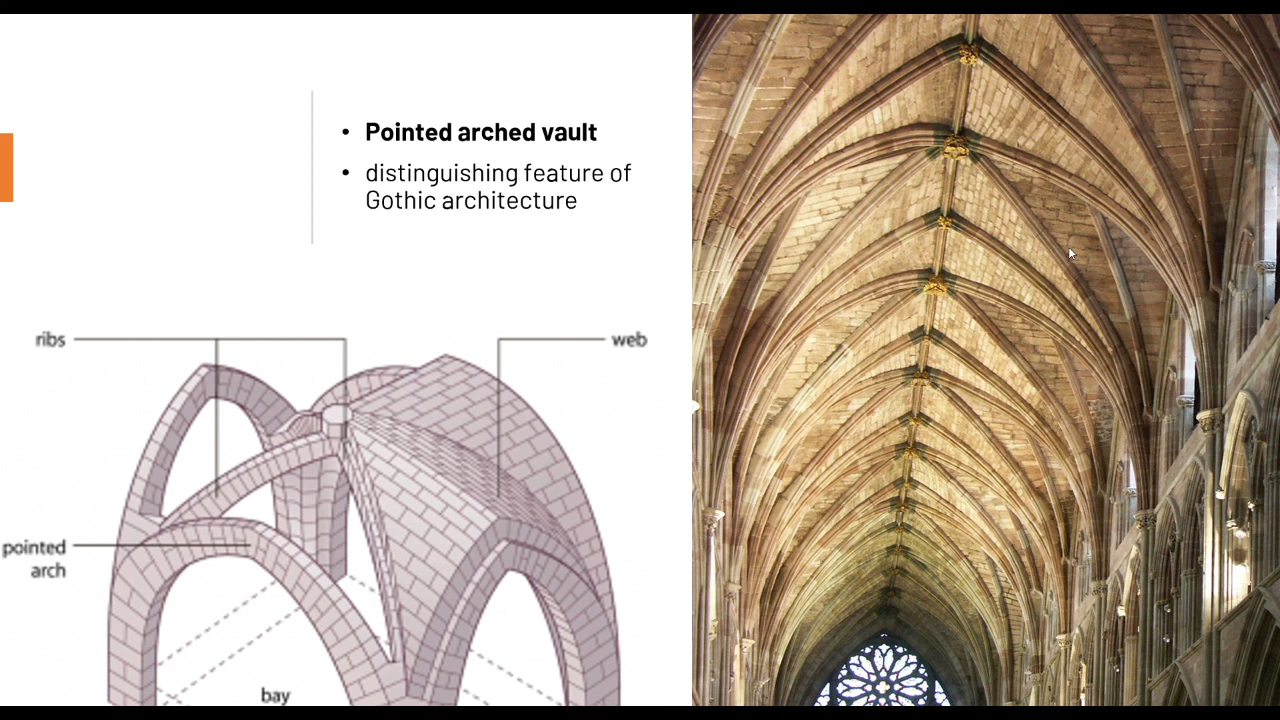 • Pointed arched vault
• distinguishing feature of
Gothic architecture
ribs
web
pointed
arch
bay